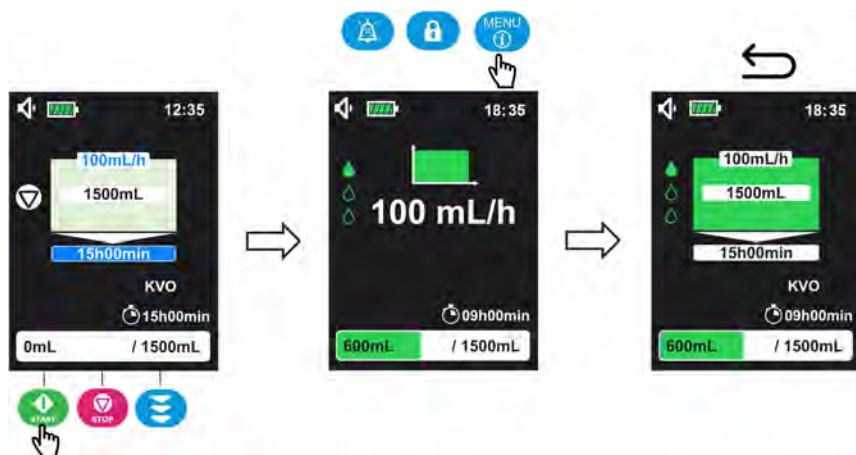 MENU
12:35
100mL/h
1500mL
15h00min
KVO
15h00min
0mL / 1500mL
START
STOP
18:35
100 mL/h
09h00min
600mL / 1500mL
18:35
100mL/h
1500mL
15h00min
KVO
09h00min
600mL / 1500mL